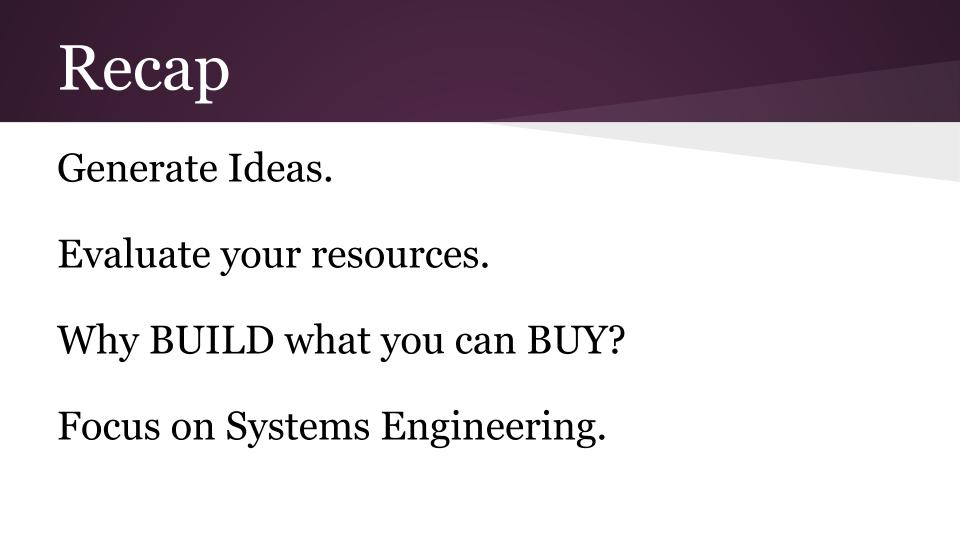 Recap
Generate Ideas.
Evaluate your resources.
Why BUILD what you can BUY?
Focus on Systems Engineering.